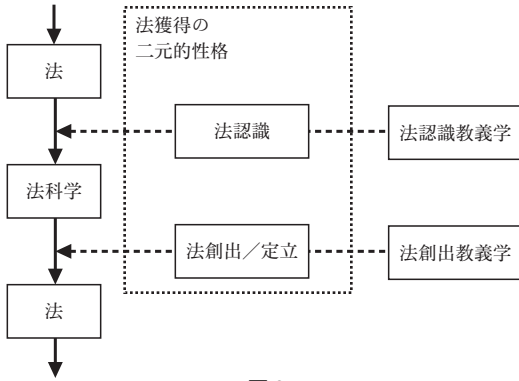 法獲得の
二元的性格
法
法認識
法認識教義学
法科学
法創出／定立
法創出教義学
法